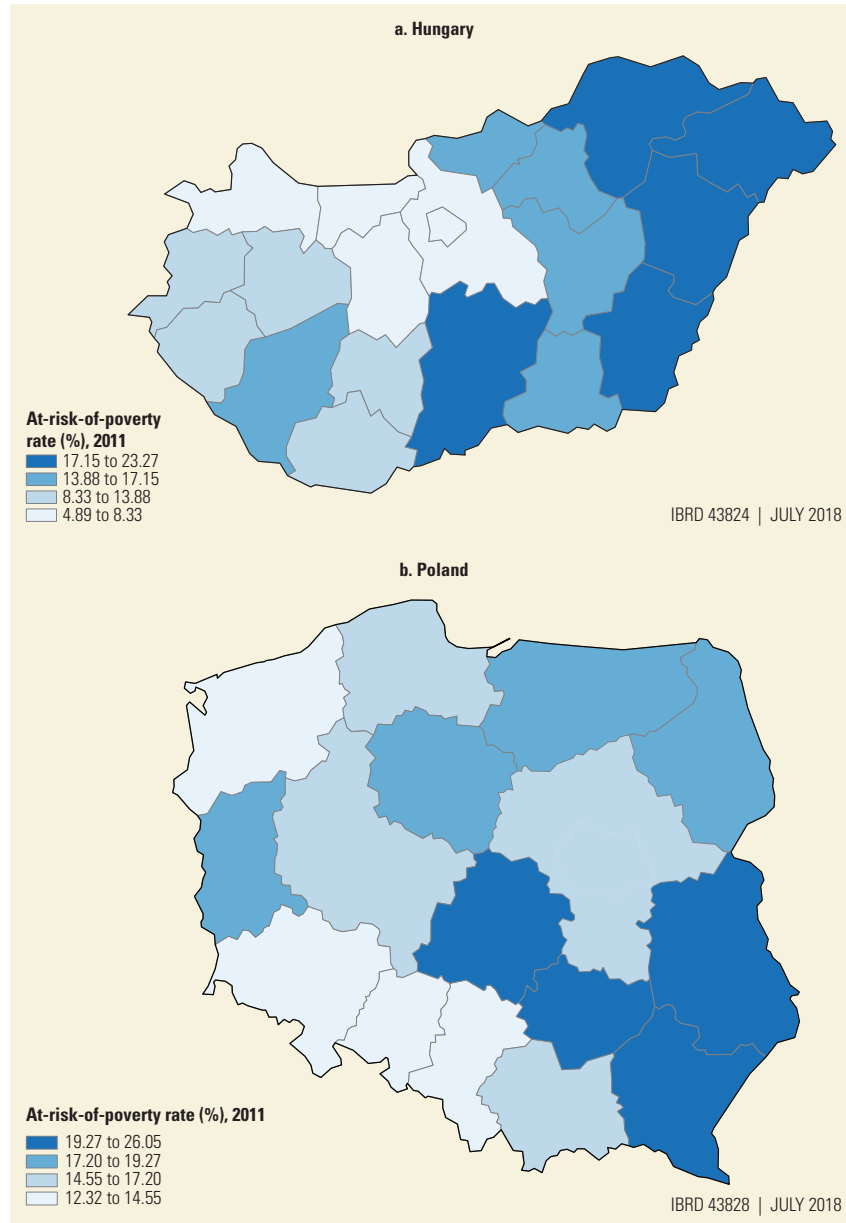 a. Hungary
At-risk-of-poverty
rate (%), 2011
17.15 to 23.27
13.88 to 17.15
8.33 to 13.88
4.89 to 8.33
IBRD 43824 | JULY 2018
b. Poland
At-risk-of-poverty rate (%), 2011
19.27 to 26.05
17.20 to 19.27
14.55 to 17.20
12.32 to 14.55
IBRD 43828 | JULY 2018